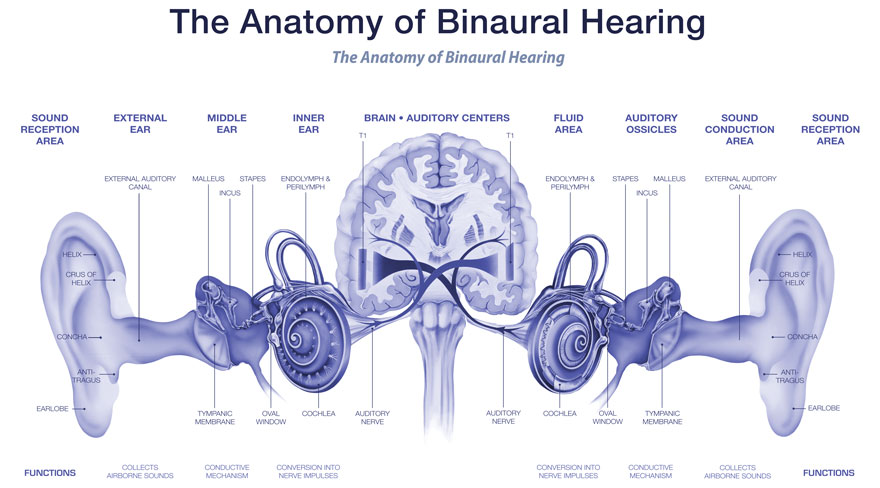 The Anatomy of Binaural Hearing
The Anatomy of Binaural Hearing
SOUND
RECEPTION
AREA
EXTERNAL
EAR
MIDDLE
EAR
INNER
EAR
BRAIN • AUDITORY CENTERS
FLUID
AREA
AUDITORY
OSSICLES
SOUND
CONDUCTION
AREA
SOUND
RECEPTION
AREA
T1
T1
EXTERNAL AUDITORY
CANAL
MALLEUS
STAPES
INCUS
ENDOLYMPH &
PERILYMPH
ENDOLYMPH &
PERILYMPH
STAPES
MALLEUS
INCUS
EXTERNAL AUDITORY
CANAL
HELIX
CRUS OF
HELIX
CONCHA
ANTI-
TRAGUS
EARLOBE
HELIX
CRUS OF
HELIX
CONCHA
ANTI-
TRAGUS
EARLOBE
TYMPANIC
MEMBRANE
OVAL
WINDOW
COCHLEA
AUDITORY
NERVE
AUDITORY
NERVE
COCHLEA
OVAL
WINDOW
TYMPANIC
MEMBRANE
FUNCTIONS
COLLECTS
AIRBORNE SOUNDS
CONDUCTIVE
MECHANISM
CONVERSION INTO
NERVE IMPULSES
CONVERSION INTO
NERVE IMPULSES
CONDUCTIVE
MECHANISM
COLLECTS
AIRBORNE SOUNDS
FUNCTIONS